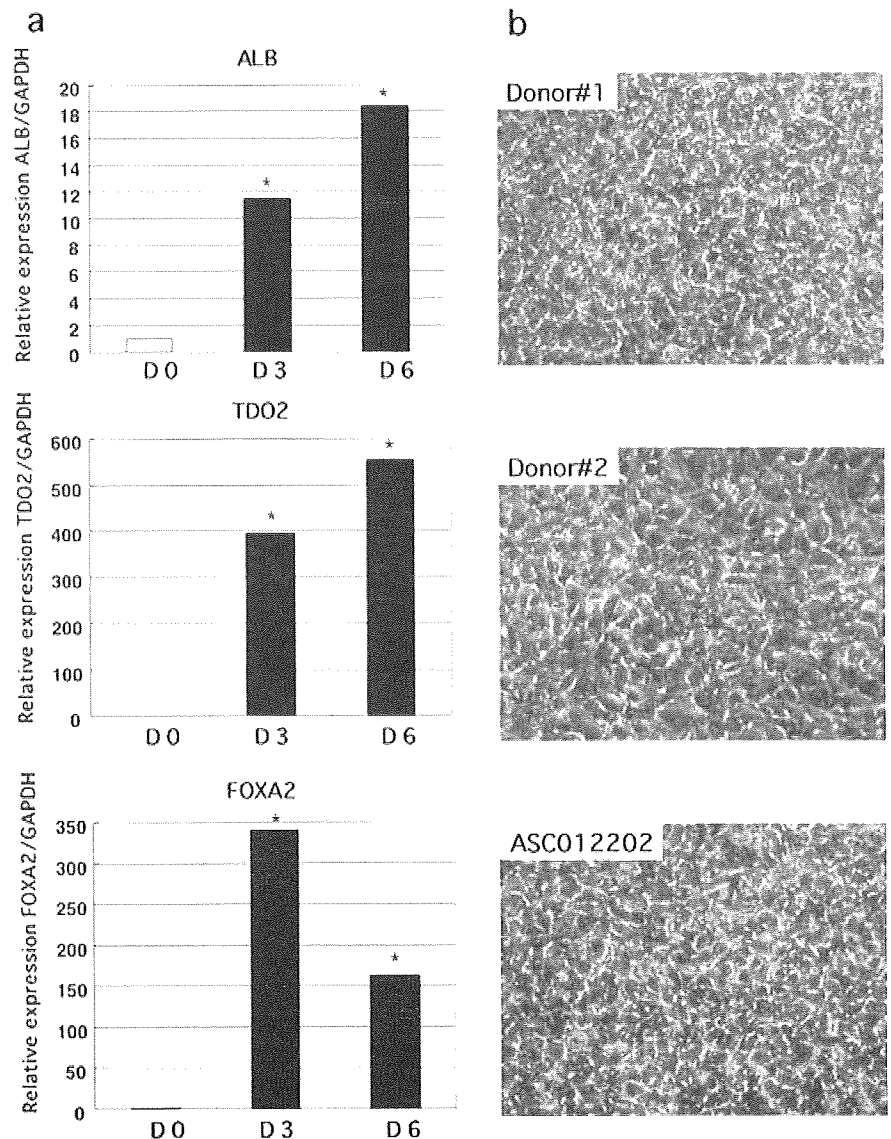 a
ALB
Relative expression ALB/GAPDH
20
18
16
14
12
10
8
6
4
2
0
*
*
D 0 D 3 D 6
TDO2
Relative expression TDO2/GAPDH
600
500
400
300
200
100
0
*
*
D 0 D 3 D 6
FOXA2
Relative expression FOXA2/GAPDH
350
300
250
200
150
100
50
0
*
*
D 0 D 3 D 6
b
Donor#1
Donor#2
ASC012202